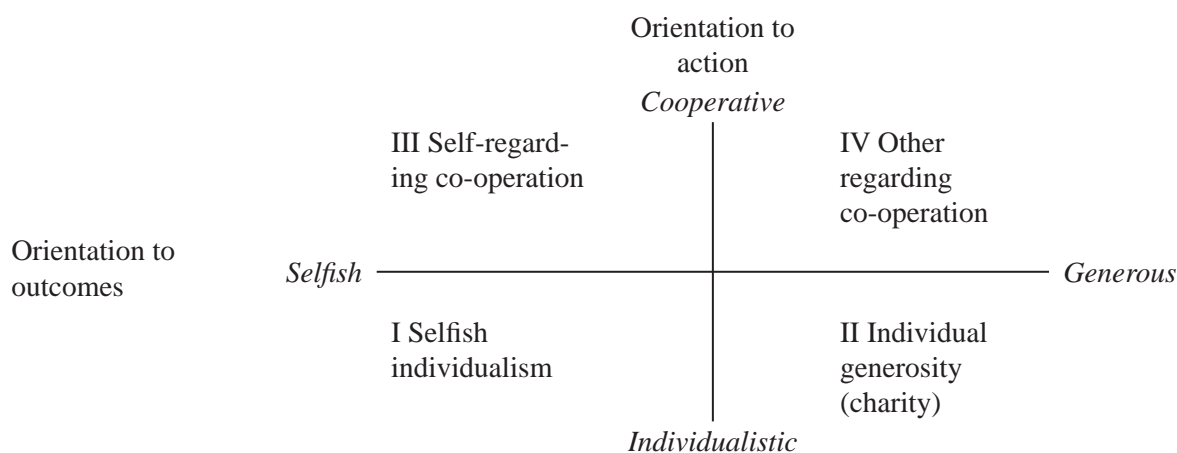 Orientation to
action
Cooperative
III Self-regard-
ing co-operation
IV Other
regarding
co-operation
Orientation to
outcomes
Selfish
Generous
I Selfish
individualism
II Individual
generosity
(charity)
Individualistic